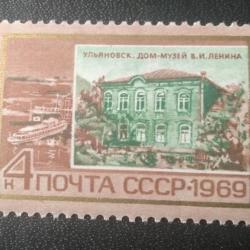 УЛЬЯНОВСК. ДОМ-МУЗЕЙ В.И.ЛЕНИНА
4к ПОЧТА СССР·1969